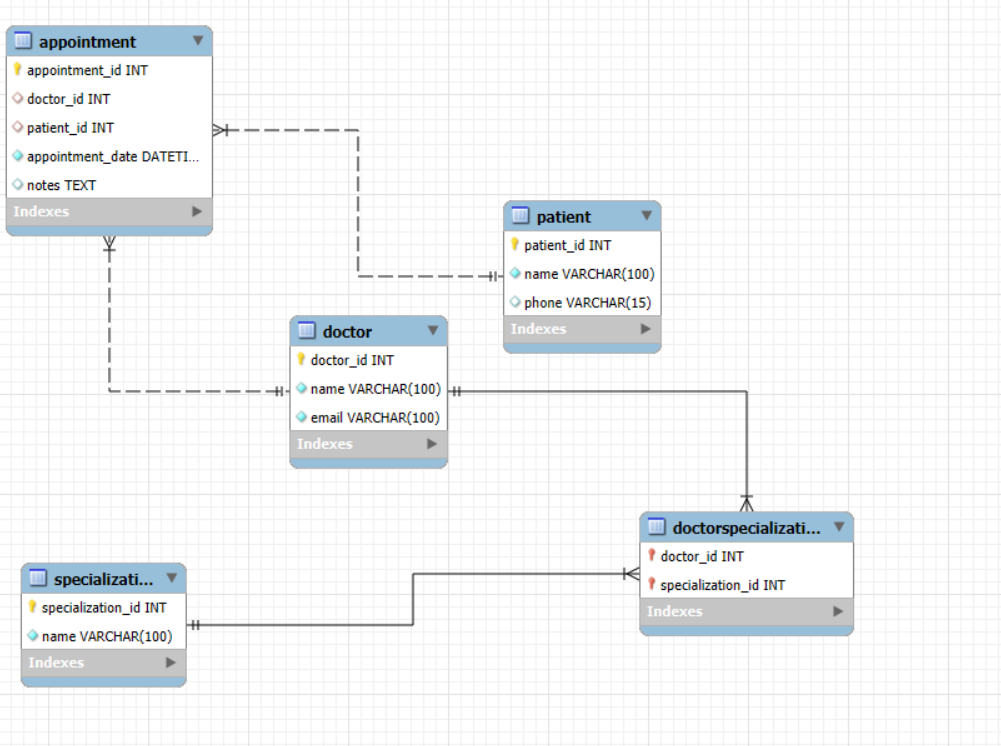 appointment
appointment_id INT
doctor_id INT
patient_id INT
appointment_date DATETI...
notes TEXT
Indexes
patient
patient_id INT
name VARCHAR(100)
phone VARCHAR(15)
Indexes
doctor
doctor_id INT
name VARCHAR(100)
email VARCHAR(100)
Indexes
doctorspecializati...
doctor_id INT
specialization_id INT
Indexes
specializati...
specialization_id INT
name VARCHAR(100)
Indexes